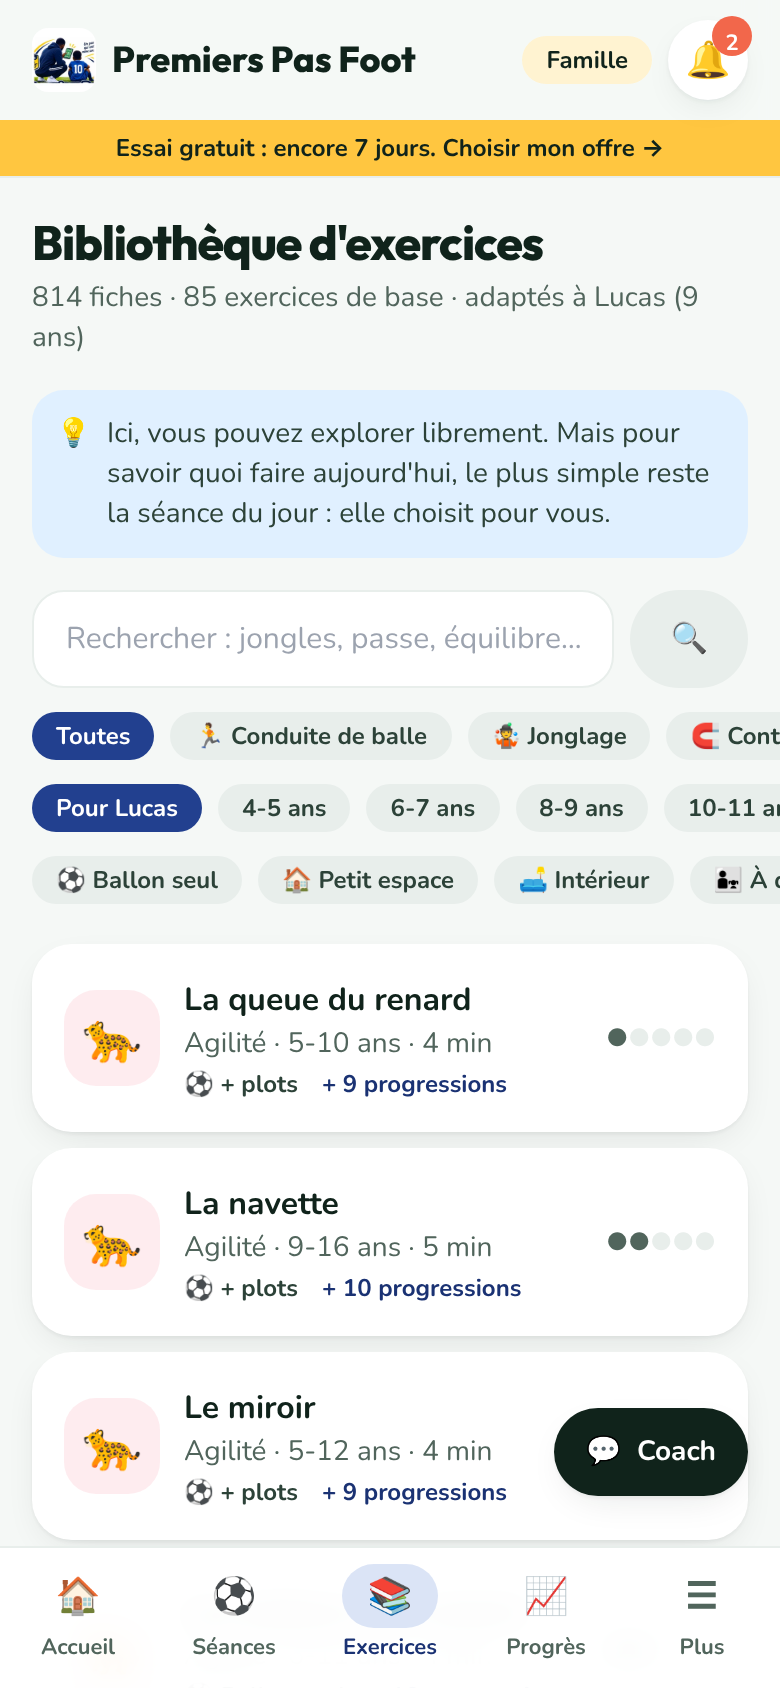 Premiers Pas Foot
Famille
2
Essai gratuit : encore 7 jours. Choisir mon offre →
Bibliothèque d'exercices
814 fiches · 85 exercices de base · adaptés à Lucas (9
ans)
Ici, vous pouvez explorer librement. Mais pour
savoir quoi faire aujourd'hui, le plus simple reste
la séance du jour : elle choisit pour vous.
Rechercher : jongles, passe, équilibre...
Toutes
Conduite de balle
Jonglage
Cont
Pour Lucas
4-5 ans
6-7 ans
8-9 ans
10-11 an
Ballon seul
Petit espace
Intérieur
À
La queue du renard
Agilité · 5-10 ans · 4 min
+ plots + 9 progressions
La navette
Agilité · 9-16 ans · 5 min
+ plots + 10 progressions
Le miroir
Agilité · 5-12 ans · 4 min
+ plots + 9 progressions
Coach
Accueil
Séances
Exercices
Progrès
Plus